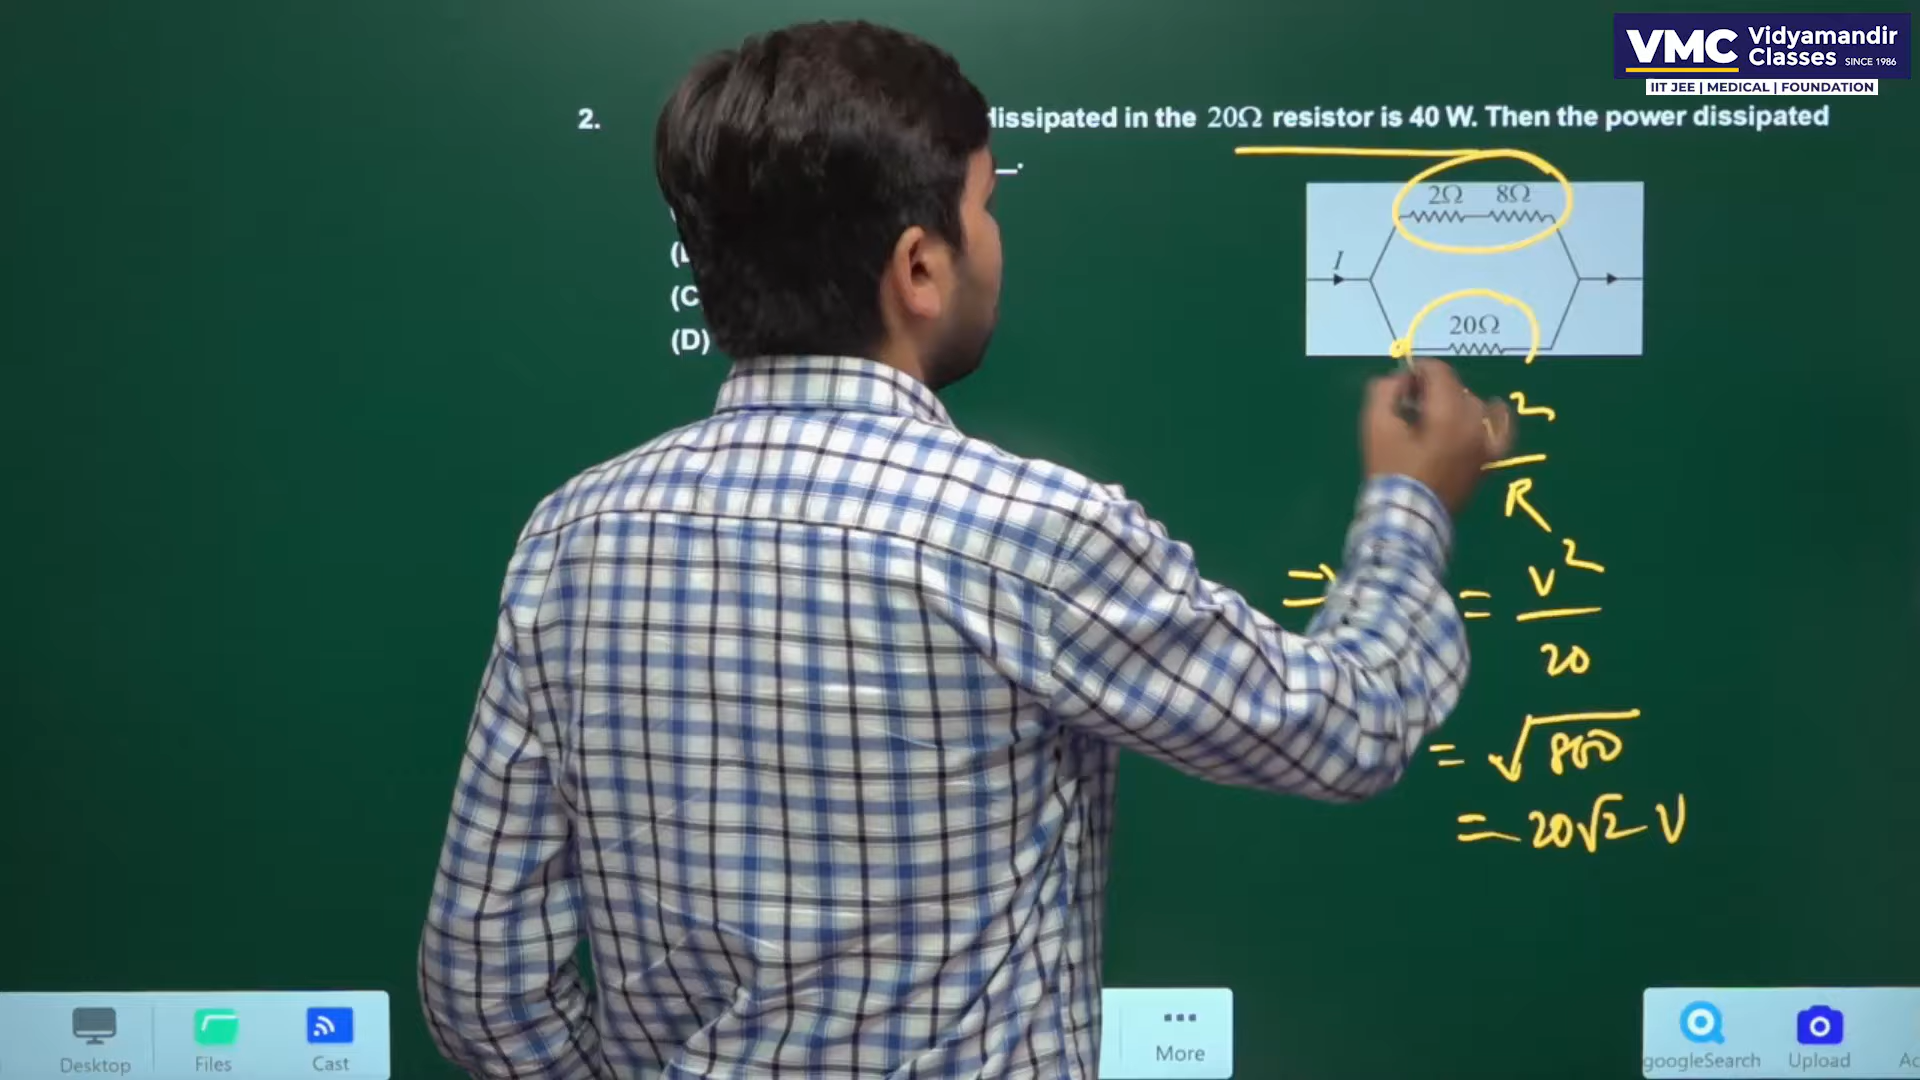 VMC Vidyamandir Classes SINCE 1986
IIT JEE | MEDICAL | FOUNDATION
2. dissipated in the 20Ω resistor is 40 W. Then the power dissipated
2Ω 8Ω
(C
I
20Ω
(D)
v²
R
⇒ = v²
20
= √800
= 20√2 V
Desktop Files Cast More googleSearch Upload